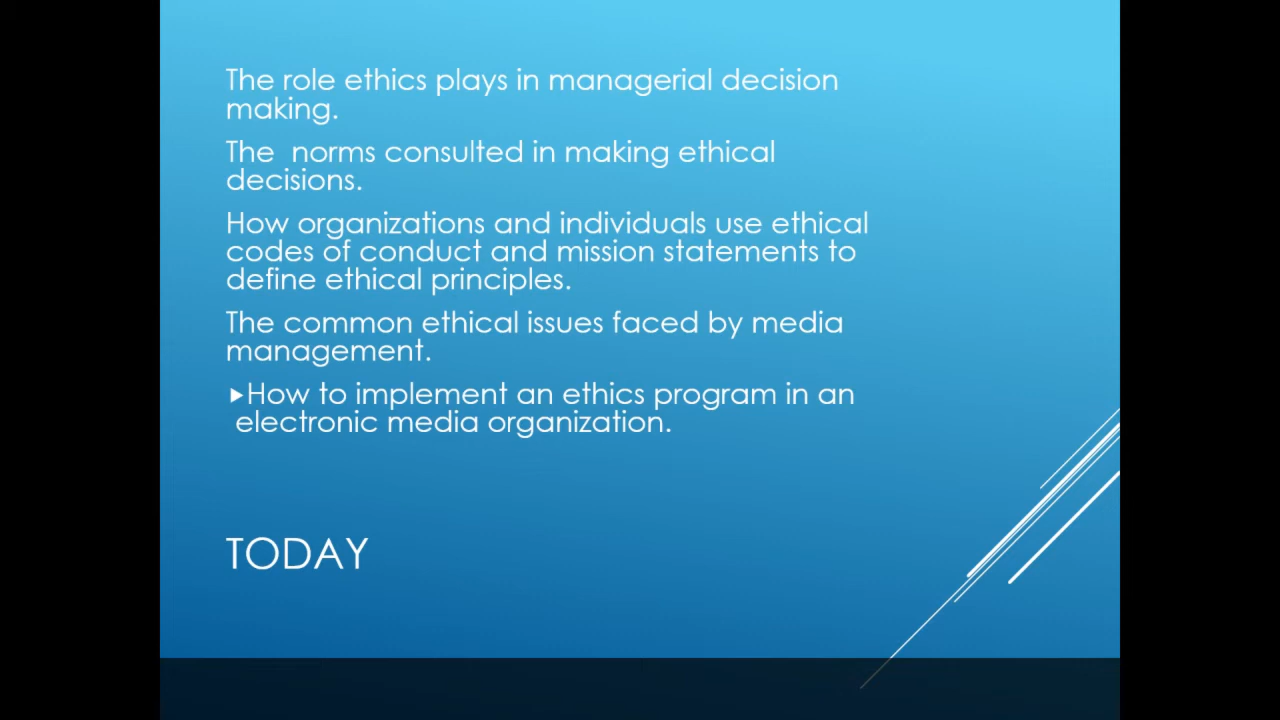 The role ethics plays in managerial decision
making.
The  norms consulted in making ethical
decisions.
How organizations and individuals use ethical
codes of conduct and mission statements to
define ethical principles.
The common ethical issues faced by media
management.
▶How to implement an ethics program in an
electronic media organization.
TODAY